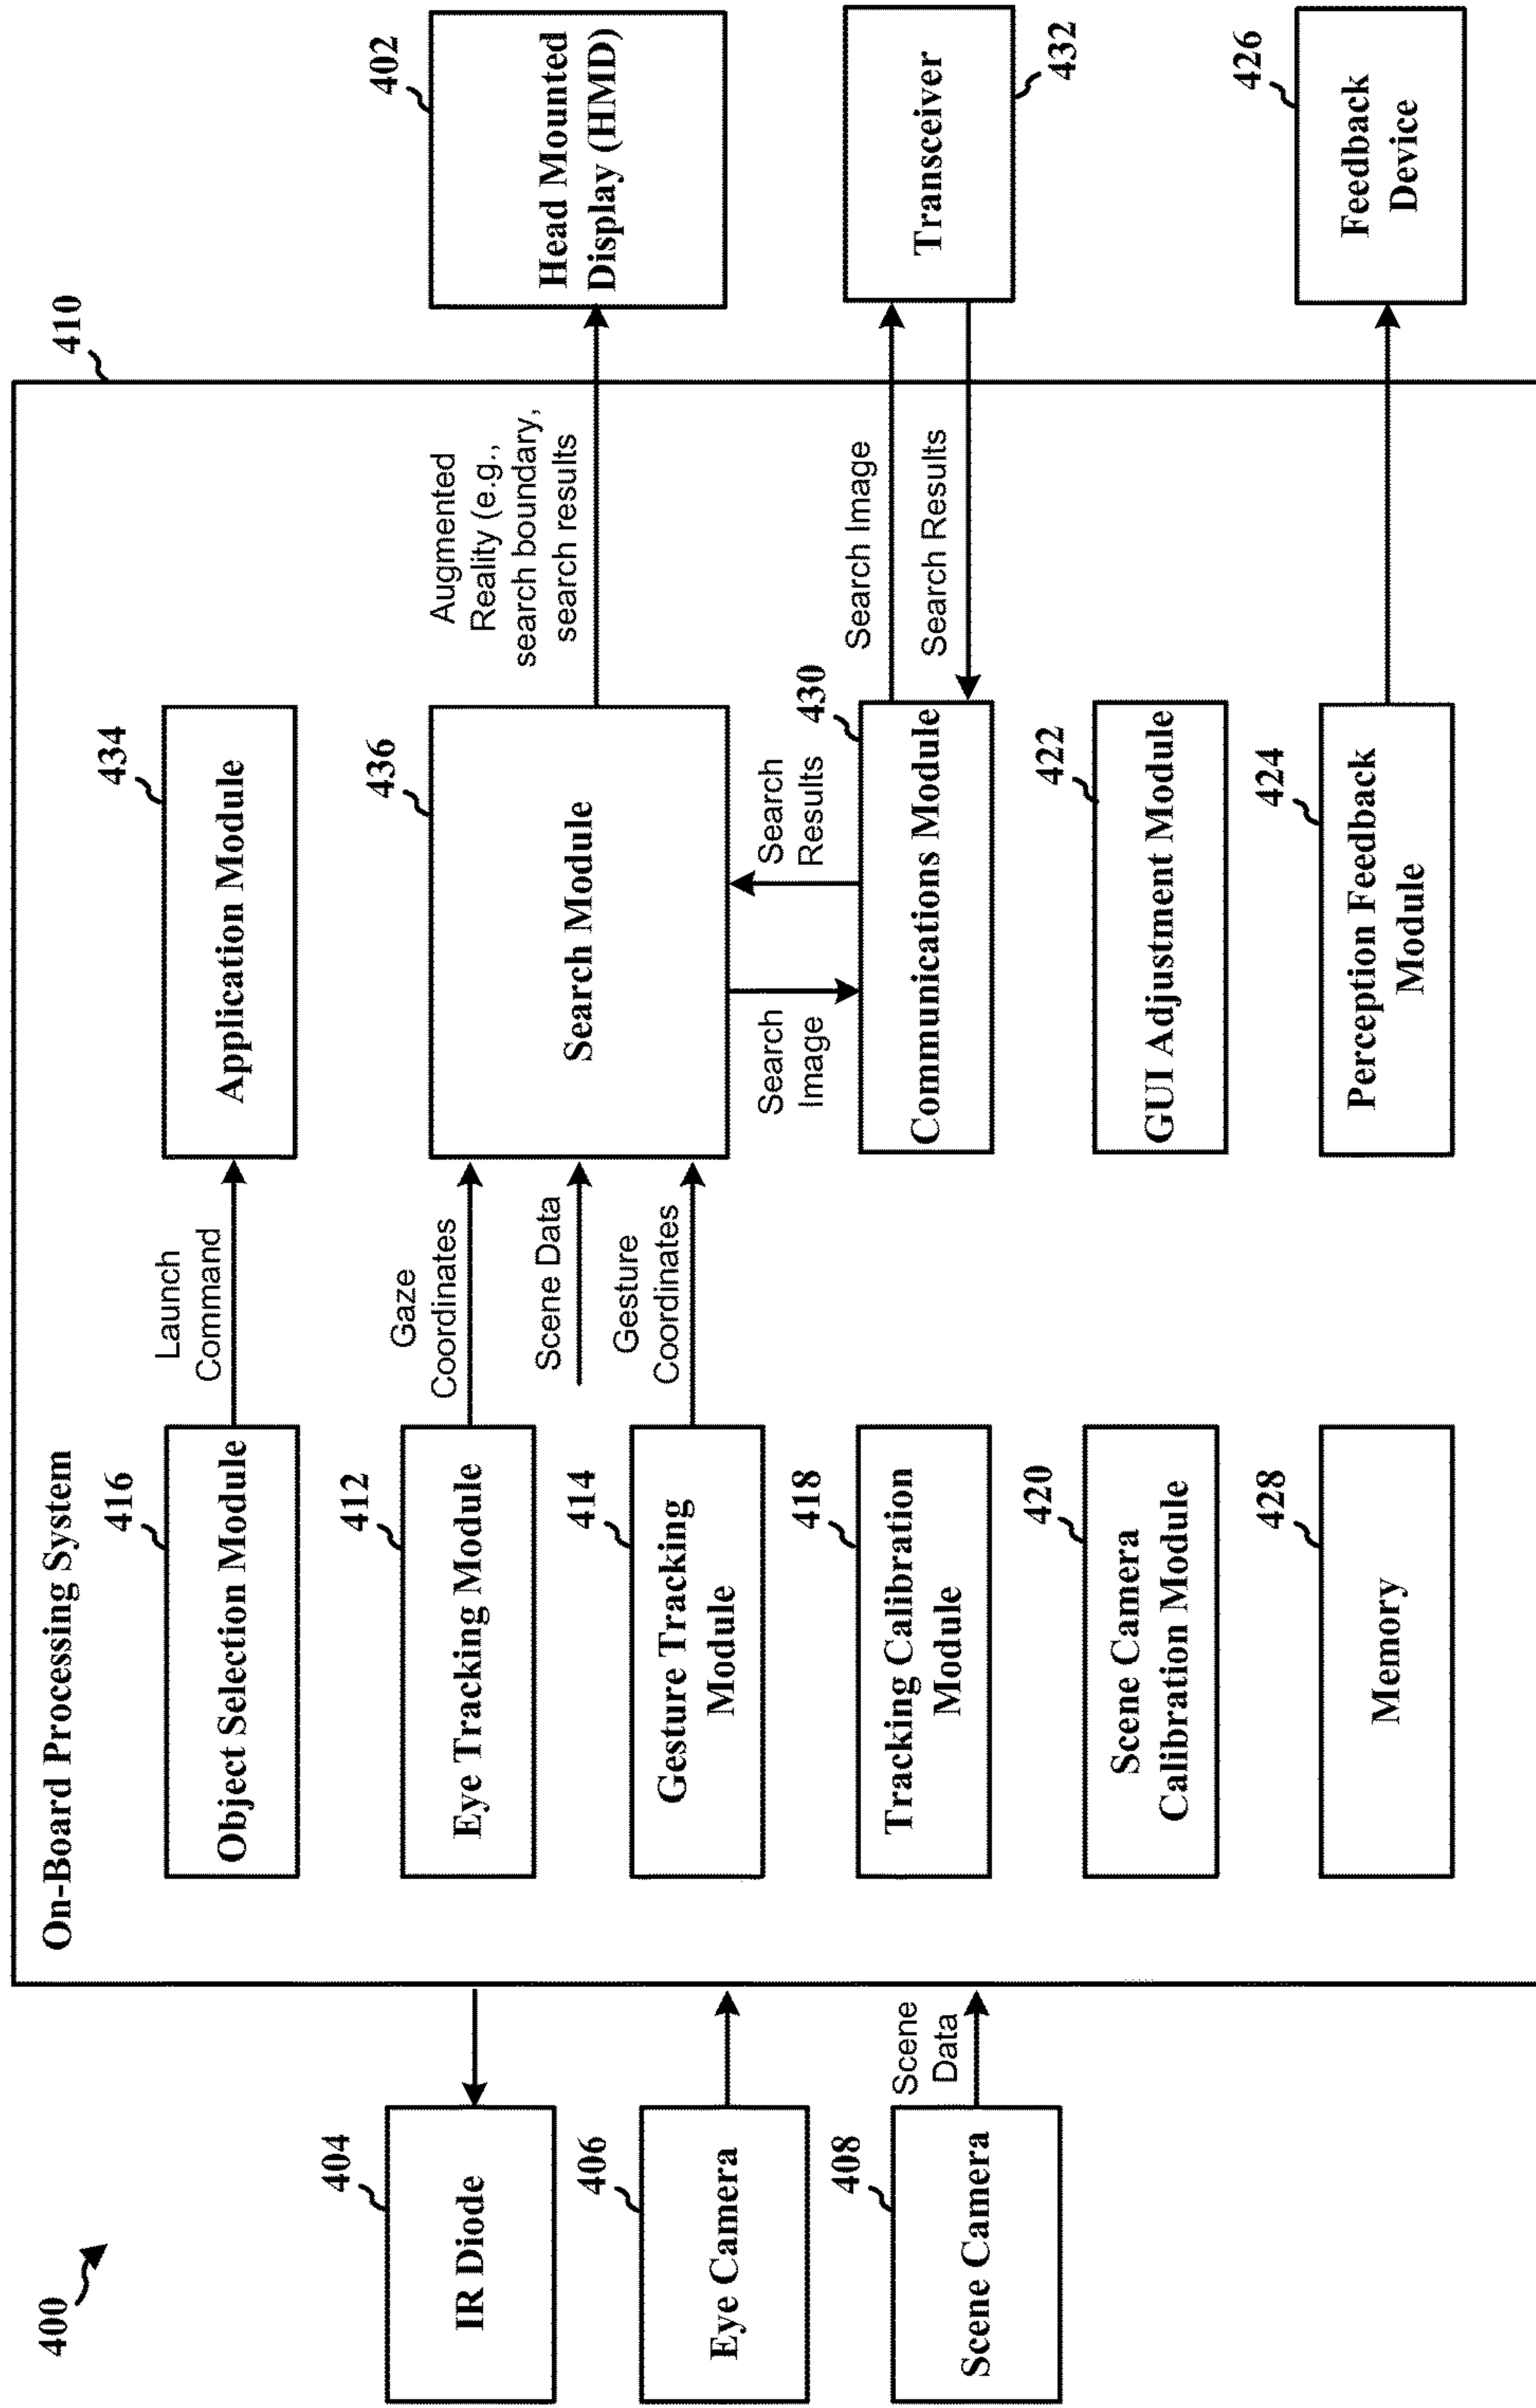 400
On-Board Processing System
410
404
IR Diode
406
Eye Camera
408
Scene Camera
Scene
Data
416
Object Selection Module
Launch
Command
434
Application Module
412
Eye Tracking Module
Gaze
Coordinates
Scene Data
414
Gesture Tracking
Module
Gesture
Coordinates
436
Search Module
Augmented
Reality (e.g.,
search boundary,
search results
402
Head Mounted
Display (HMD)
Search
Image
Search
Results
418
Tracking Calibration
Module
430
Communications Module
Search Image
Search Results
Transceiver
432
420
Scene Camera
Calibration Module
422
GUI Adjustment Module
428
Memory
424
Perception Feedback
Module
426
Feedback
Device